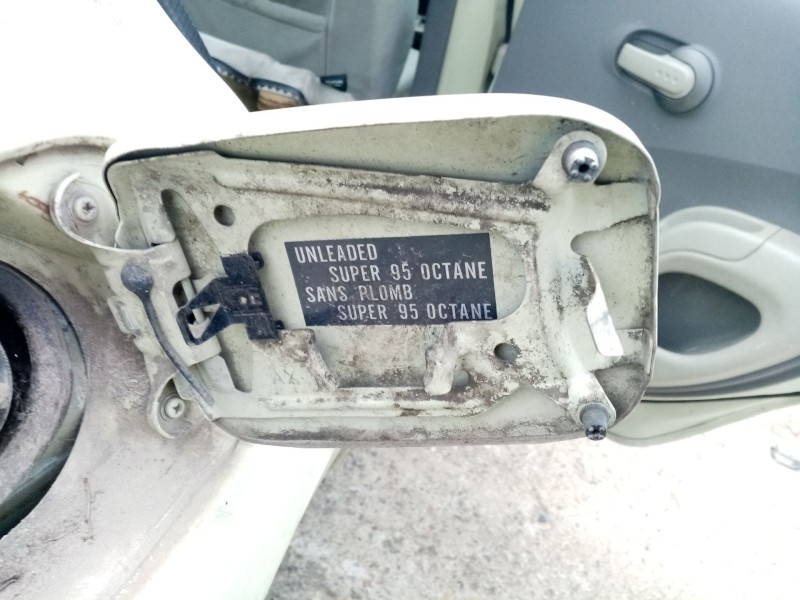 UNLEADED
SUPER 95 OCTANE
SANS PLOMB
SUPER 95 OCTANE